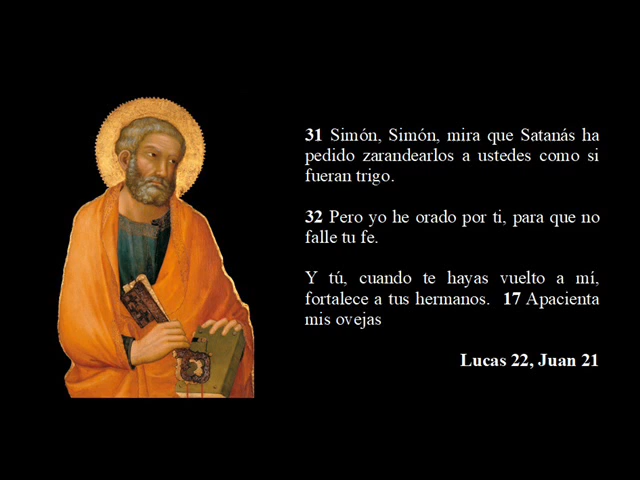 31 Simón, Simón, mira que Satanás ha
pedido zarandearlos a ustedes como si
fueran trigo.
32 Pero yo he orado por ti, para que no
falle tu fe.
Y tú, cuando te hayas vuelto a mí,
fortalece a tus hermanos. 17 Apacienta
mis ovejas
Lucas 22, Juan 21